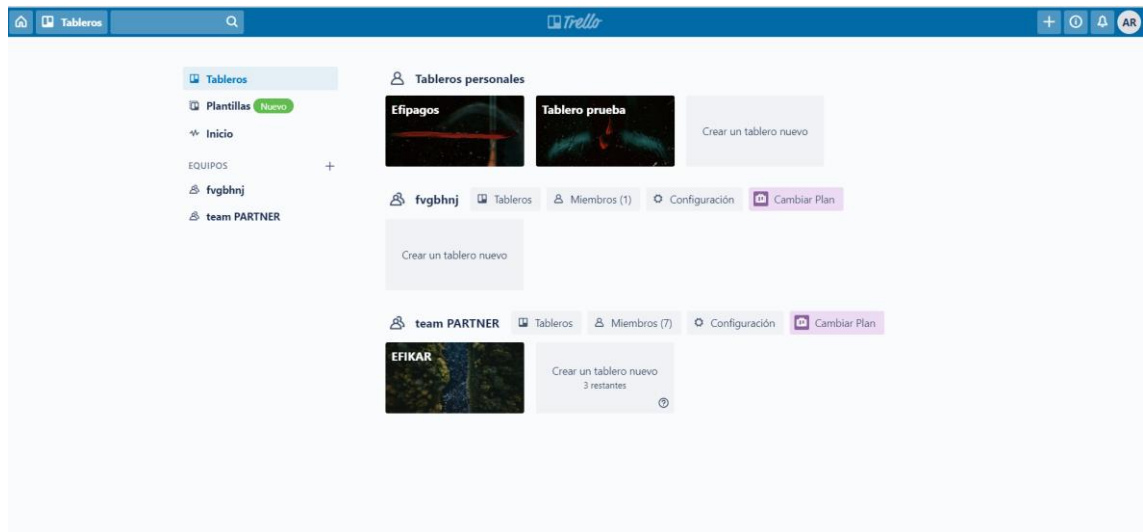 Tableros
Trello
AR
Tableros
Plantillas Nuevo
Inicio
EQUIPOS
fvgbhnj
team PARTNER
Tableros personales
Efipagos
Tablero prueba
Crear un tablero nuevo
fvgbhnj Tableros Miembros (1) Configuración Cambiar Plan
Crear un tablero nuevo
team PARTNER Tableros Miembros (7) Configuración Cambiar Plan
EFIKAR
Crear un tablero nuevo
3 restantes